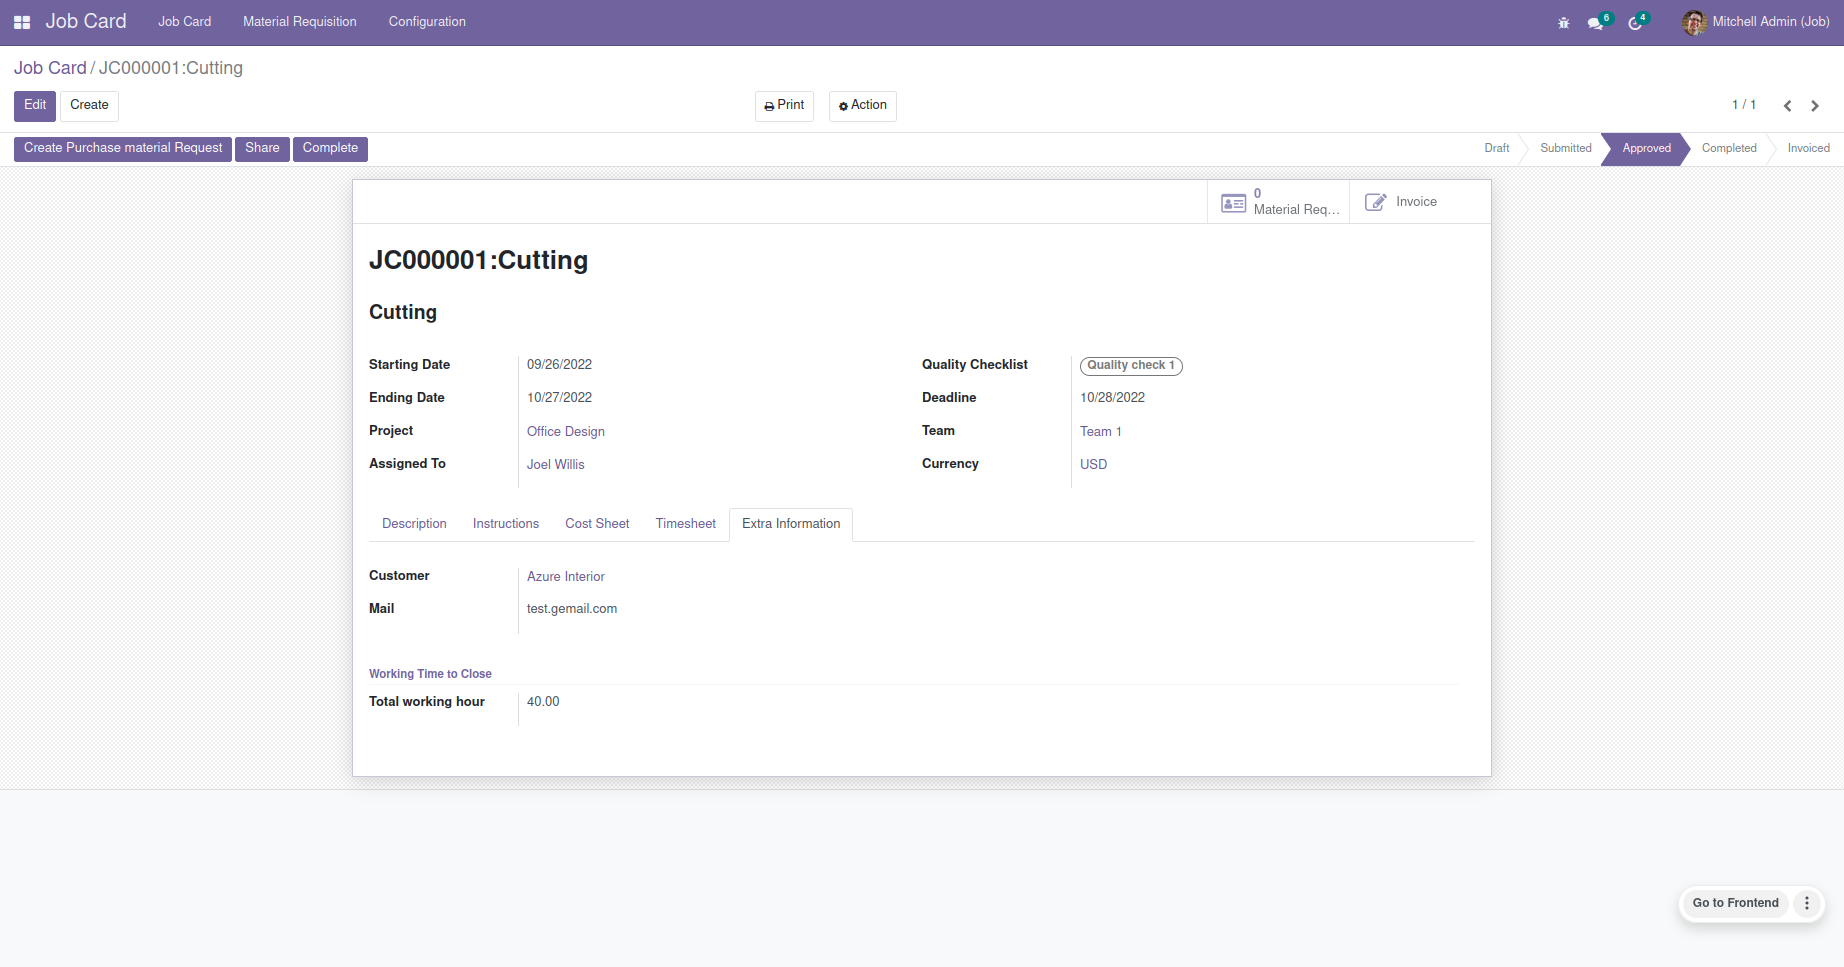 Job Card Job Card Material Requisition Configuration 6 4 Mitchell Admin (Job)
Job Card / JC000001:Cutting
Edit Create Print Action 1 / 1
Create Purchase material Request Share Complete Draft Submitted Approved Completed Invoiced
0
Material Req... Invoice
JC000001:Cutting
Cutting
Starting Date 09/26/2022 Quality Checklist Quality check 1
Ending Date 10/27/2022 Deadline 10/28/2022
Project Office Design Team Team 1
Assigned To Joel Willis Currency USD
Description Instructions Cost Sheet Timesheet Extra Information
Customer Azure Interior
Mail test.gemail.com
Working Time to Close
Total working hour 40.00
Go to Frontend